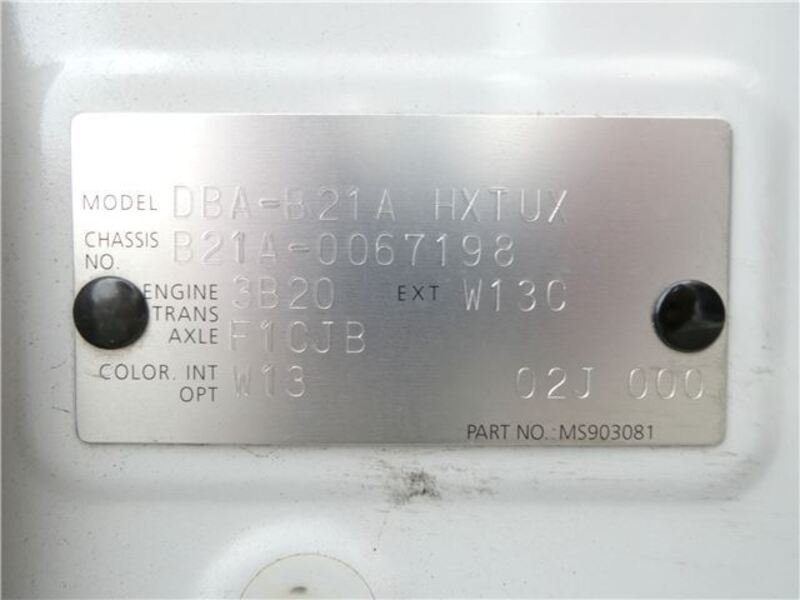 MODEL DBA-B21A HXTUX
CHASSIS NO. B21A-0067198
ENGINE 3B20 EXT W13C
TRANS AXLE F1CJB
COLOR. INT OPT W13 02J 000
PART NO.: MS903081